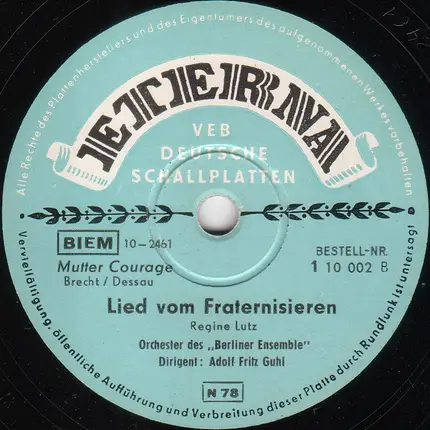 Alle Rechte des Plattenherstellers und des Eigentümers des aufgenommenen Werkes vorbehalten
ETERNA
VEB
DEUTSCHE
SCHALLPLATTEN
BIEM 10-2461
BESTELL-NR.
1 10 002 B
Mutter Courage
Brecht / Dessau
Lied vom Fraternisieren
Regine Lutz
Orchester des „Berliner Ensemble"
Dirigent: Adolf Fritz Guhl
N 78
Vervielfältigung, öffentliche Aufführung und Verbreitung dieser Platte durch Rundfunk ist untersagt